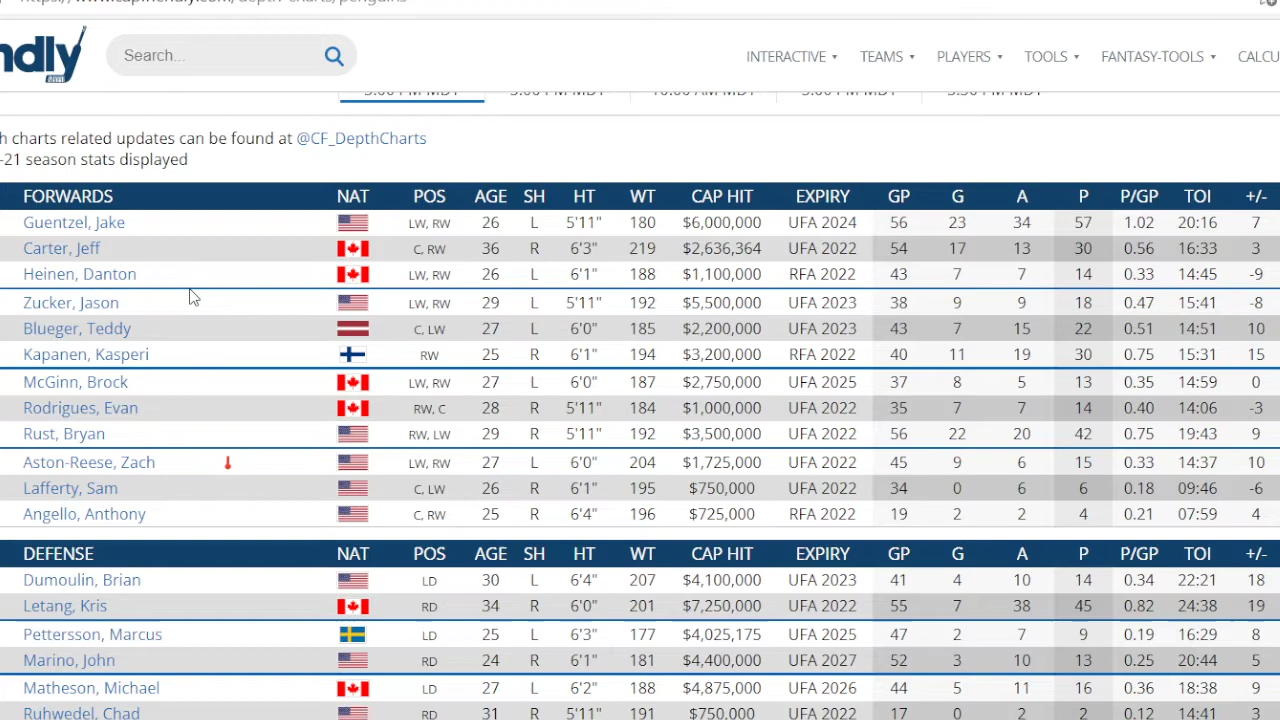 ndly
Search...
INTERACTIVE TEAMS PLAYERS TOOLS FANTASY-TOOLS CALCU
h charts related updates can be found at @CF_DepthCharts
-21 season stats displayed
FORWARDS NAT POS AGE SH HT WT CAP HIT EXPIRY GP G A P P/GP TOI +/-
Guentzel, Jake LW, RW 26 L 5'11" 180 $6,000,000 UFA 2024 56 23 34 57 1.02 20:16 7
Carter, Jeff C, RW 36 R 6'3" 219 $2,636,364 UFA 2022 54 17 13 30 0.56 16:33 3
Heinen, Danton LW, RW 26 L 6'1" 188 $1,100,000 RFA 2022 43 7 7 14 0.33 14:45 -9
Zucker, Jason LW, RW 29 L 5'11" 192 $5,500,000 UFA 2023 38 9 9 18 0.47 15:41 -8
Blueger, Teddy C, LW 27 L 6'0" 185 $2,200,000 UFA 2023 43 7 15 22 0.51 14:51 10
Kapanen, Kasperi RW 25 R 6'1" 194 $3,200,000 RFA 2022 40 11 19 30 0.75 15:31 15
McGinn, Brock LW, RW 27 L 6'0" 187 $2,750,000 UFA 2025 37 8 5 13 0.35 14:59 0
Rodrigues, Evan RW, C 28 R 5'11" 184 $1,000,000 UFA 2022 35 7 7 14 0.40 14:06 -3
Rust, Bryan RW, LW 29 R 5'11" 192 $3,500,000 UFA 2022 56 22 20 42 0.75 19:43 9
Aston-Reese, Zach LW, RW 27 L 6'0" 204 $1,725,000 UFA 2022 45 9 6 15 0.33 14:37 10
Lafferty, Sam C, LW 26 R 6'1" 195 $750,000 UFA 2022 34 0 6 6 0.18 09:46 -6
Angello, Anthony C, RW 25 R 6'4" 196 $725,000 RFA 2022 19 2 2 4 0.21 07:59 4
DEFENSE NAT POS AGE SH HT WT CAP HIT EXPIRY GP G A P P/GP TOI +/-
Dumoulin, Brian LD 30 L 6'4" 207 $4,100,000 UFA 2023 41 4 10 14 0.34 22:21 18
Letang, Kris RD 34 R 6'0" 201 $7,250,000 UFA 2022 55 7 38 45 0.82 24:38 19
Pettersson, Marcus LD 25 L 6'3" 177 $4,025,175 UFA 2025 47 2 7 9 0.19 16:29 8
Marino, John RD 24 R 6'1" 181 $4,400,000 UFA 2027 52 3 10 13 0.25 20:44 5
Matheson, Michael LD 27 L 6'2" 188 $4,875,000 UFA 2026 44 5 11 16 0.36 18:38 9
Ruhwedel, Chad RD 31 R 5'11" 191 $750,000 UFA 2022 17 0 2 2 0.12 14:41 3